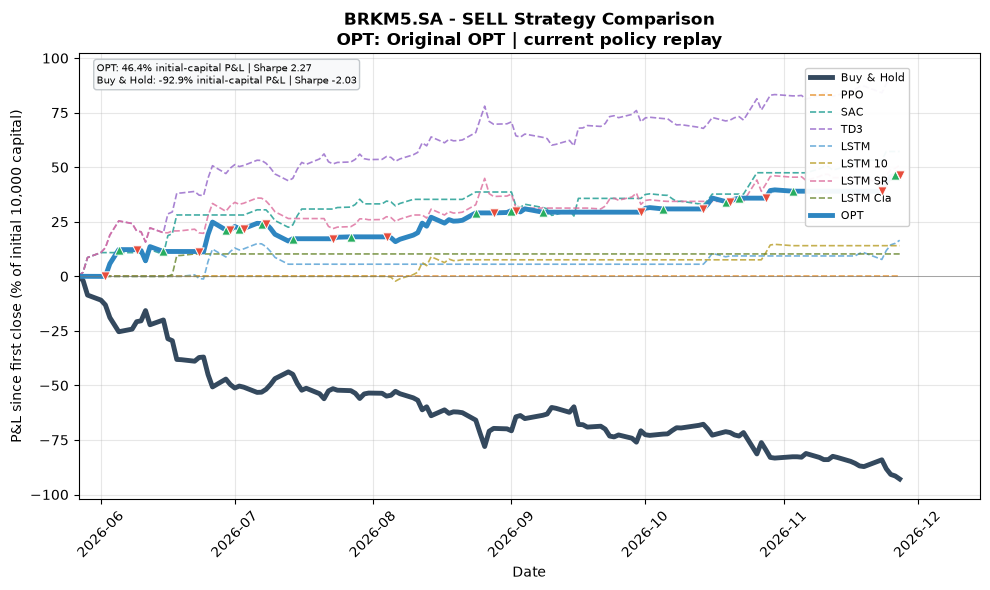 BRKM5.SA - SELL Strategy Comparison
OPT: Original OPT | current policy replay
OPT: 46.4% initial-capital P&L | Sharpe 2.27
Buy & Hold: -92.9% initial-capital P&L | Sharpe -2.03
Buy & Hold
PPO
SAC
TD3
LSTM
LSTM 10
LSTM SR
LSTM Cla
OPT
P&L since first close (% of initial 10,000 capital)
100
75
50
25
0
−25
−50
−75
−100
2026-06
2026-07
2026-08
2026-09
2026-10
2026-11
2026-12
Date